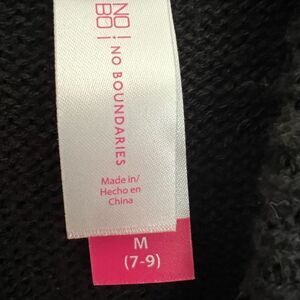 NO!
BO!
NO BOUNDARIES
Made in/
Hecho en
China
M
(7-9)